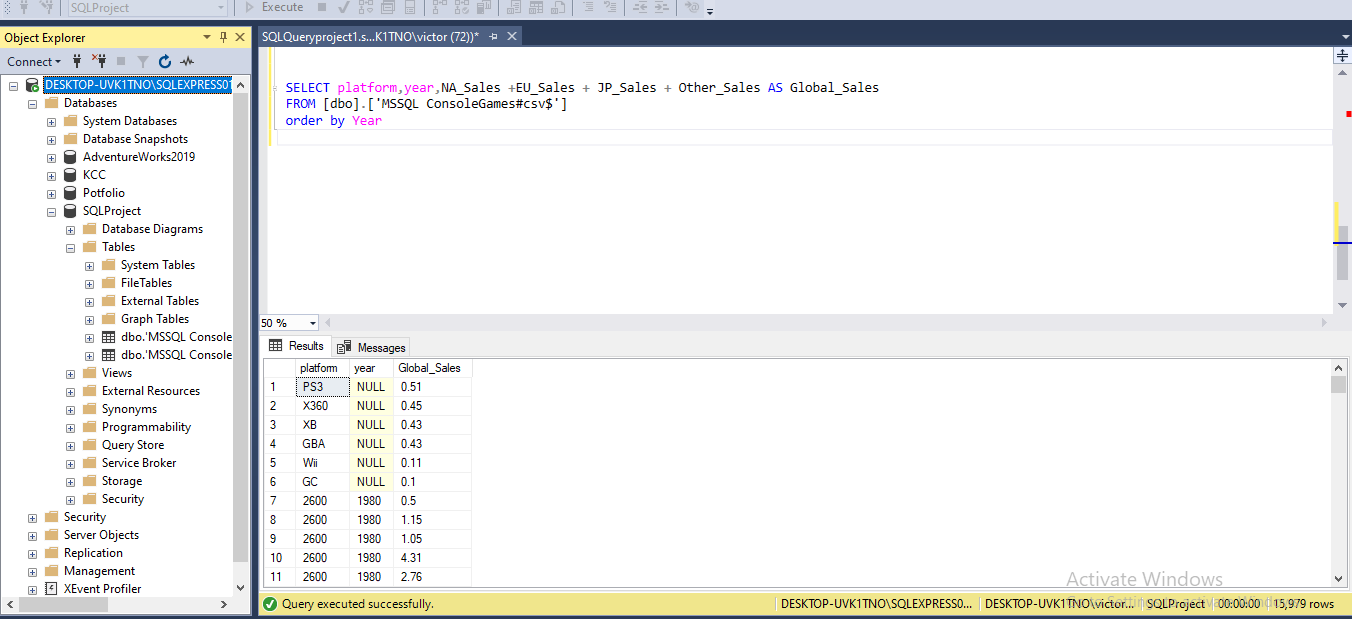 SQLProject
Execute
Object Explorer
SQLQueryproject1.s...K1TNO\victor (72))*
Connect
DESKTOP-UVK1TNO\SQLEXPRESS01
Databases
System Databases
Database Snapshots
AdventureWorks2019
KCC
Potfolio
SQLProject
Database Diagrams
Tables
System Tables
FileTables
External Tables
Graph Tables
dbo.'MSSQL Console
dbo.'MSSQL Console
Views
External Resources
Synonyms
Programmability
Query Store
Service Broker
Storage
Security
Security
Server Objects
Replication
Management
XEvent Profiler
SELECT platform,year,NA_Sales +EU_Sales + JP_Sales + Other_Sales AS Global_Sales
FROM [dbo].['MSSQL ConsoleGames#csv$']
order by Year
50 %
Results Messages
platform year Global_Sales
1 PS3 NULL 0.51
2 X360 NULL 0.45
3 XB NULL 0.43
4 GBA NULL 0.43
5 Wii NULL 0.11
6 GC NULL 0.1
7 2600 1980 0.5
8 2600 1980 1.15
9 2600 1980 1.05
10 2600 1980 4.31
11 2600 1980 2.76
Activate Windows
Go to Settings to activate Windows.
Query executed successfully.
DESKTOP-UVK1TNO\SQLEXPRESS0... DESKTOP-UVK1TNO\victor... SQLProject 00:00:00 15,979 rows